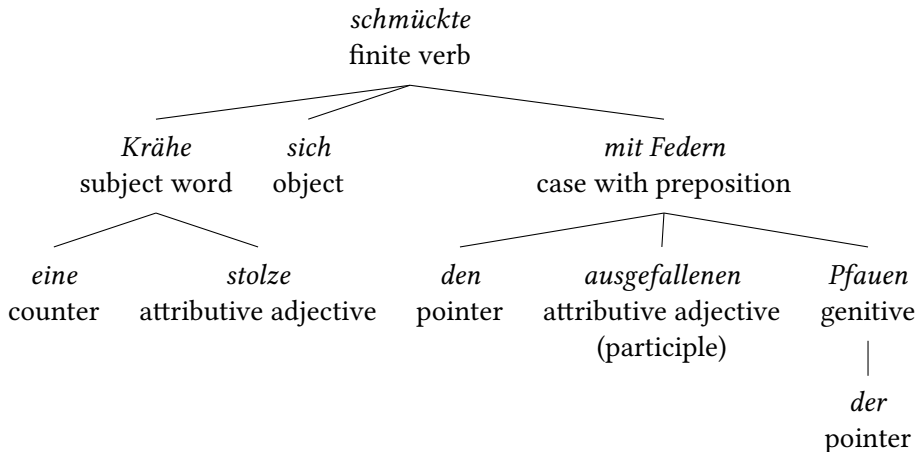 schmückte
finite verb
Krähe sich mit Federn
subject word object case with preposition
eine stolze den ausgefallenen Pfauen
counter attributive adjective pointer attributive adjective genitive
(participle)
der
pointer